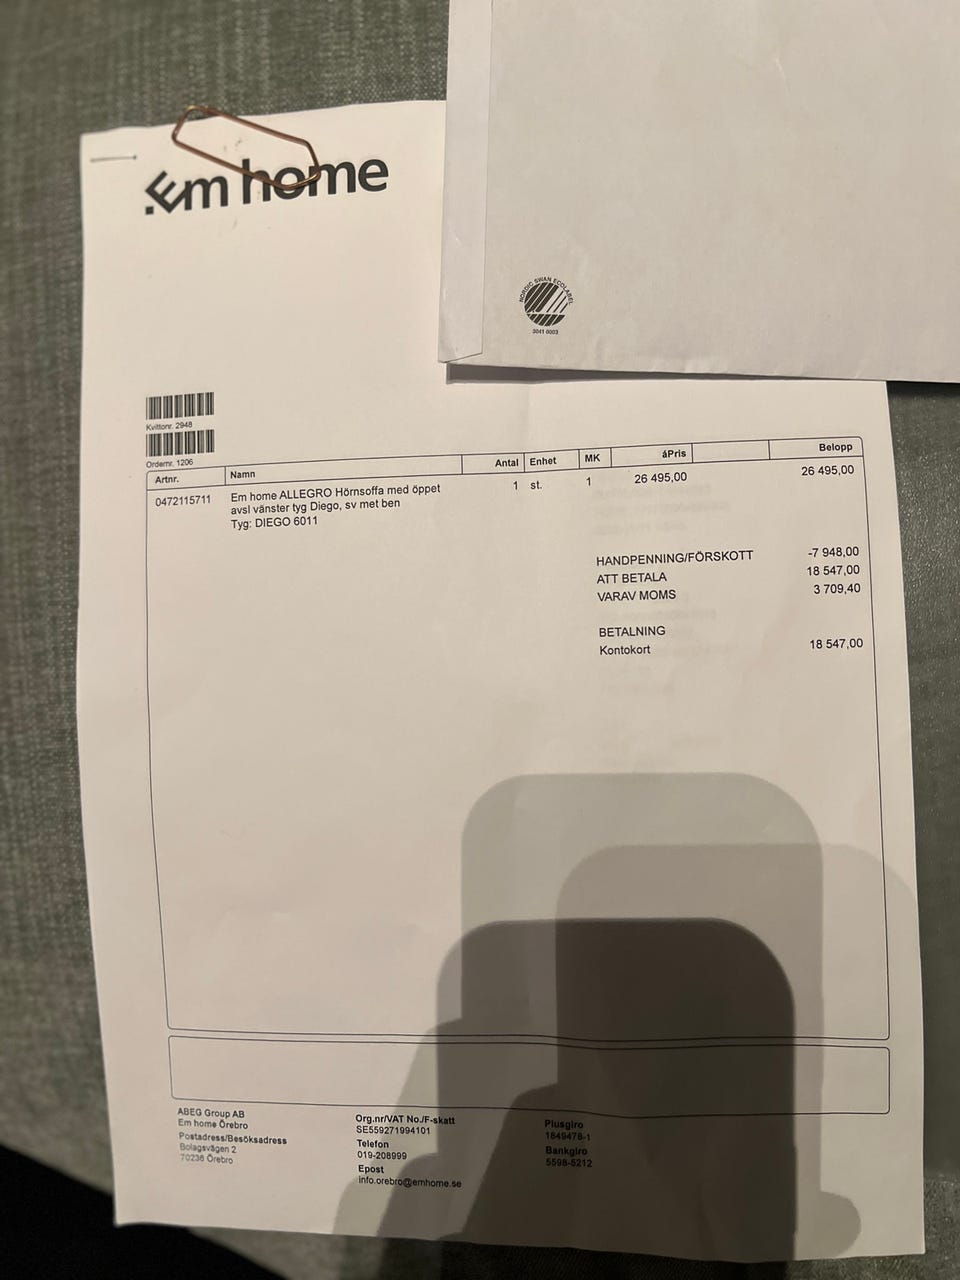 Em home
NORDIC SWAN ECOLABEL
3041 0003
Kvittonr. 2948
Ordernr. 1206
Artnr. Namn Antal Enhet MK áPris Belopp
0472115711 Em home ALLEGRO Hörnsoffa med öppet 1 st. 1 26 495,00 26 495,00
avsl vänster tyg Diego, sv met ben
Tyg: DIEGO 6011
HANDPENNING/FÖRSKOTT -7 948,00
ATT BETALA 18 547,00
VARAV MOMS 3 709,40
BETALNING
Kontokort 18 547,00
ABEG Group AB
Em home Örebro
Postadress/Besöksadress
Bolagsvägen 2
70236 Örebro
Org.nr/VAT No./F-skatt
SE559271994101
Telefon
019-208999
Epost
info.orebro@emhome.se
Plusgiro
1849478-1
Bankgiro
5598-5212